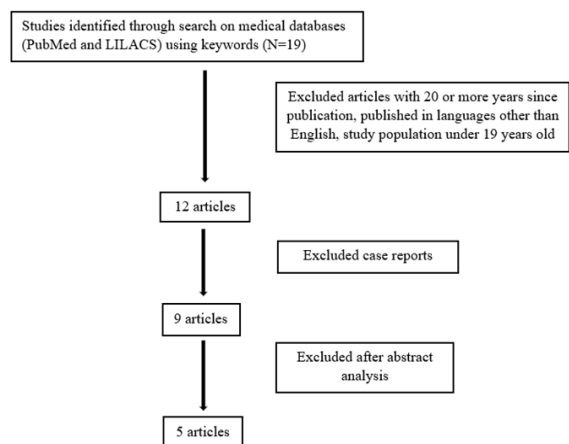 Studies identified through search on medical databases
(PubMed and LILACS) using keywords (N=19)
Excluded articles with 20 or more years since
publication, published in languages other than
English, study population under 19 years old
12 articles
Excluded case reports
9 articles
Excluded after abstract
analysis
5 articles